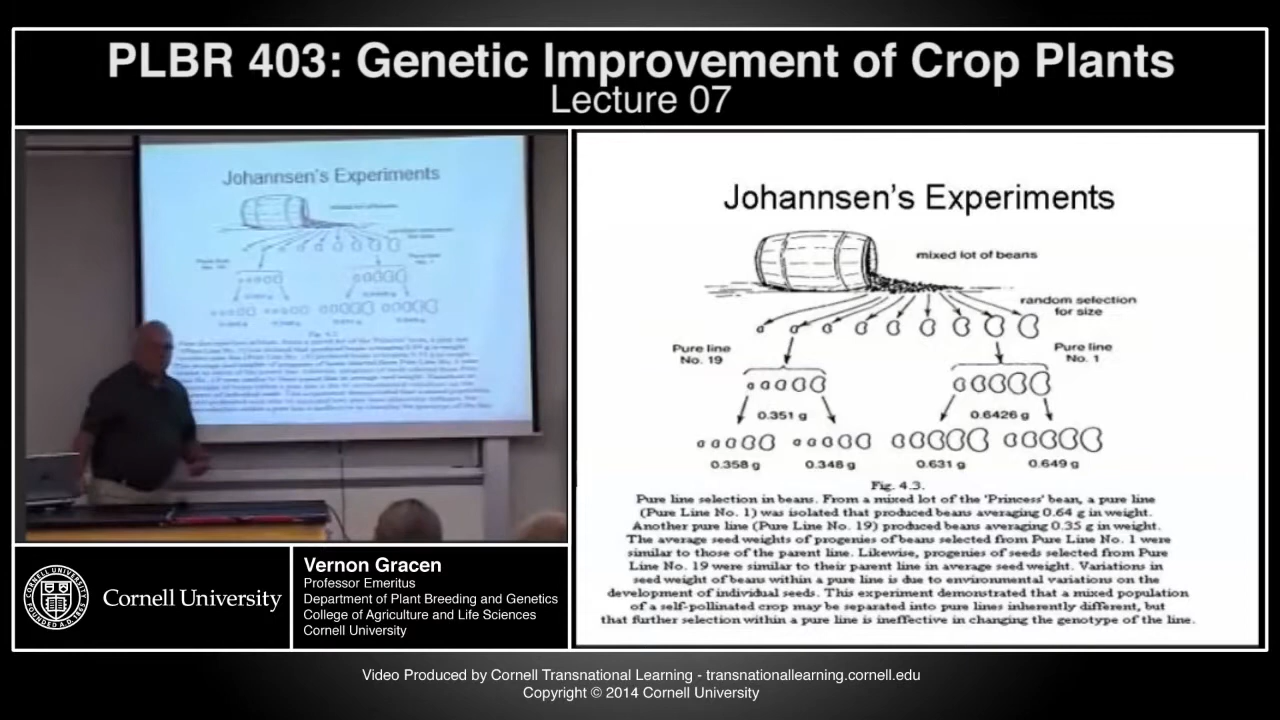 PLBR 403: Genetic Improvement of Crop Plants
Lecture 07
Johannsen's Experiments
Johannsen's Experiments
mixed lot of beans
random selection
for size
Pure line
No. 19
Pure line
No. 1
0.351 g
0.6426 g
0.358 g
0.348 g
0.631 g
0.649 g
Fig. 4.3.
Pure line selection in beans. From a mixed lot of the 'Princess' bean, a pure line
(Pure Line No. 1) was isolated that produced beans averaging 0.64 g in weight.
Another pure line (Pure Line No. 19) produced beans averaging 0.35 g in weight.
The average seed weights of progenies of beans selected from Pure Line No. 1 were
similar to those of the parent line. Likewise, progenies of seeds selected from Pure
Line No. 19 were similar to their parent line in average seed weight. Variations in
seed weight of beans within a pure line is due to environmental variations on the
development of individual seeds. This experiment demonstrated that a mixed population
of a self-pollinated crop may be separated into pure lines inherently different, but
that further selection within a pure line is ineffective in changing the genotype of the line.
Cornell University
Vernon Gracen
Professor Emeritus
Department of Plant Breeding and Genetics
College of Agriculture and Life Sciences
Cornell University
Video Produced by Cornell Transnational Learning - transnationallearning.cornell.edu
Copyright © 2014 Cornell University